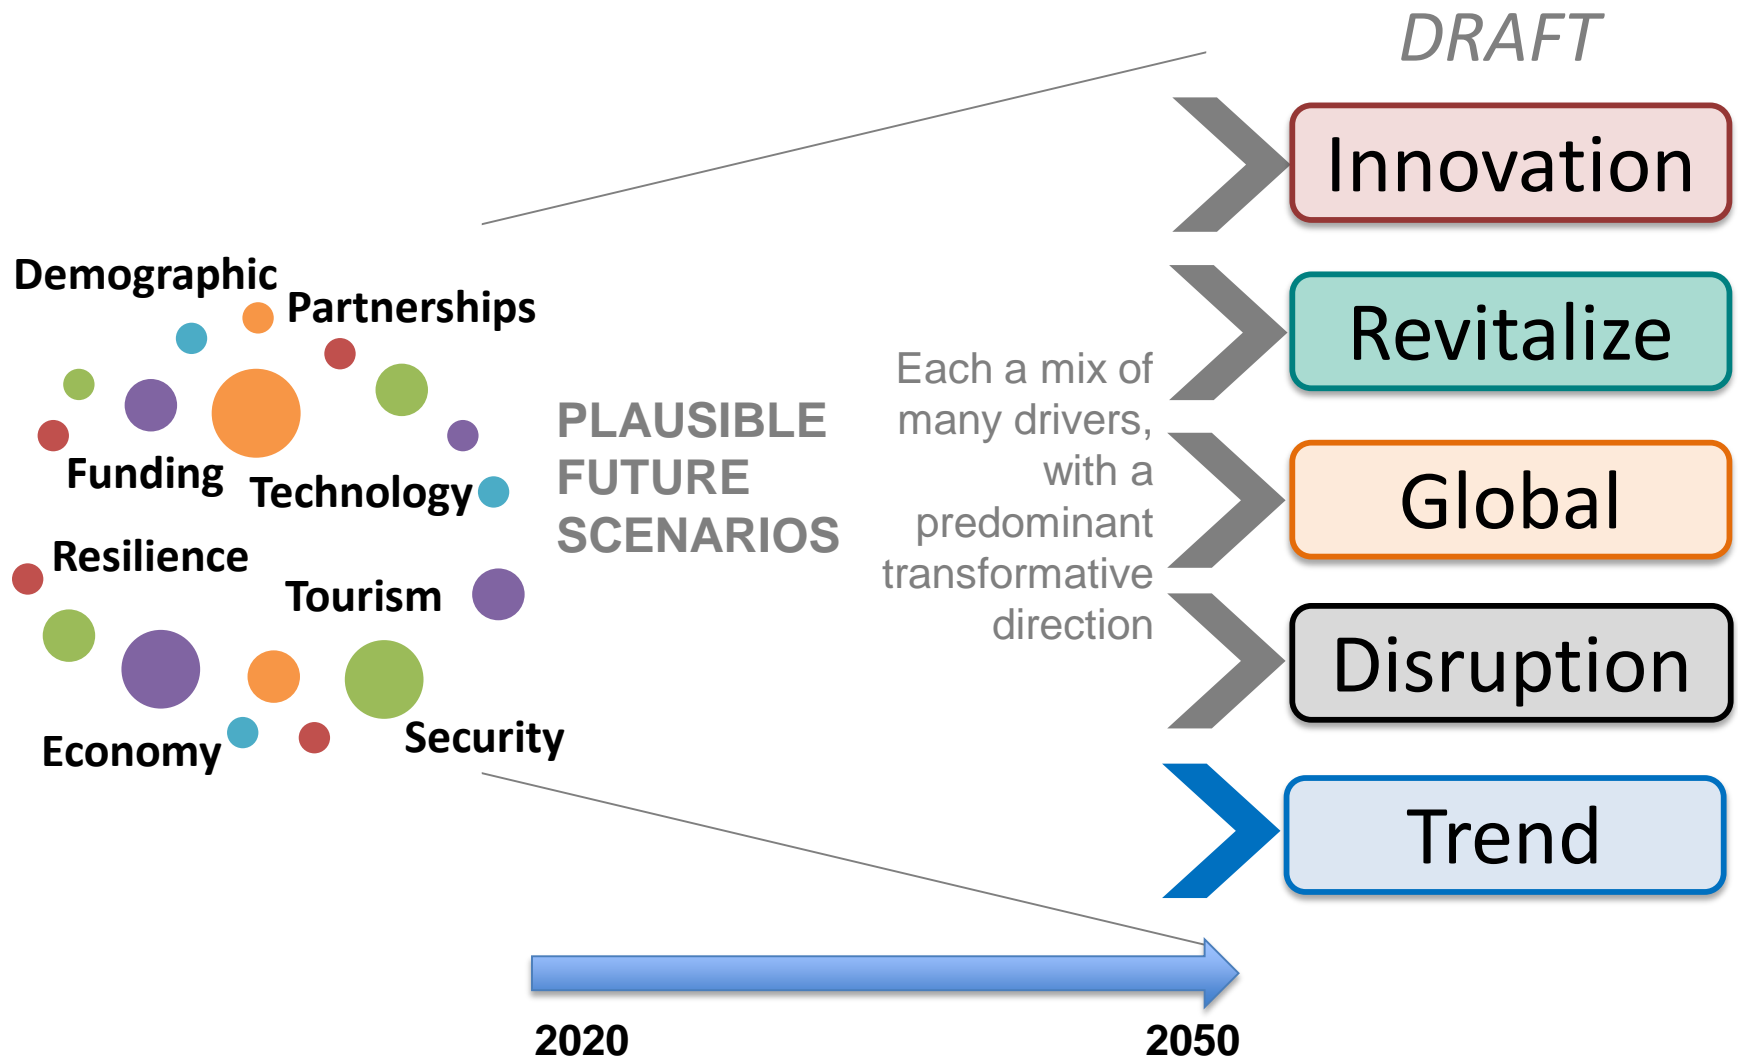 DRAFT
Demographic
Partnerships
Funding
Technology
Resilience
Tourism
Economy
Security
PLAUSIBLE
FUTURE
SCENARIOS
Each a mix of
many drivers,
with a
predominant
transformative
direction
Innovation
Revitalize
Global
Disruption
Trend
2020
2050